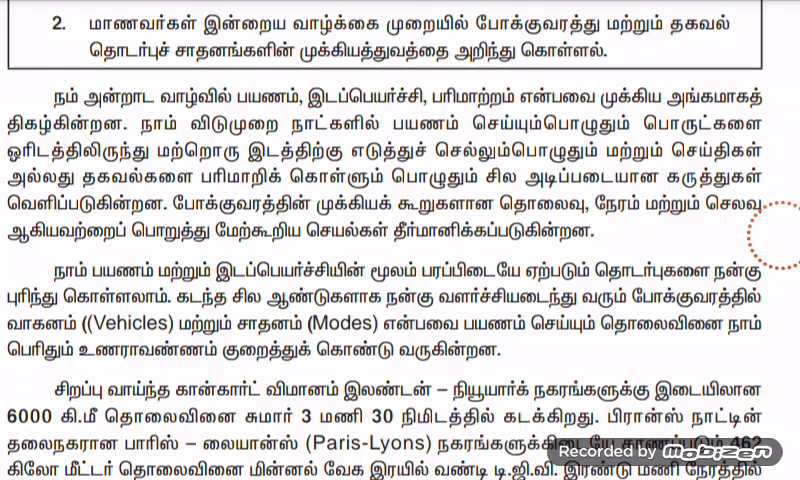 2. மாணவர்கள் இன்றைய வாழ்க்கை முறையில் போக்குவரத்து மற்றும் தகவல்
தொடர்புச் சாதனங்களின் முக்கியத்துவத்தை அறிந்து கொள்ளல்.
நம் அன்றாட வாழ்வில் பயணம், இடப்பெயர்ச்சி, பரிமாற்றம் என்பவை முக்கிய அங்கமாகத்
திகழ்கின்றன. நாம் விடுமுறை நாட்களில் பயணம் செய்யும்பொழுதும் பொருட்களை
ஓரிடத்திலிருந்து மற்றொரு இடத்திற்கு எடுத்துச் செல்லும்பொழுதும் மற்றும் செய்திகள்
அல்லது தகவல்களை பரிமாறிக் கொள்ளும் பொழுதும் சில அடிப்படையான கருத்துகள்
வெளிப்படுகின்றன. போக்குவரத்தின் முக்கியக் கூறுகளான தொலைவு, நேரம் மற்றும் செலவு
ஆகியவற்றைப் பொறுத்து மேற்கூறிய செயல்கள் தீர்மானிக்கப்படுகின்றன.
நாம் பயணம் மற்றும் இடப்பெயர்ச்சியின் மூலம் பரப்பிடையே ஏற்படும் தொடர்புகளை நன்கு
புரிந்து கொள்ளலாம். கடந்த சில ஆண்டுகளாக நன்கு வளர்ச்சியடைந்து வரும் போக்குவரத்தில்
வாகனம் ((Vehicles) மற்றும் சாதனம் (Modes) என்பவை பயணம் செய்யும் தொலைவினை நாம்
பெரிதும் உணராவண்ணம் குறைத்துக் கொண்டு வருகின்றன.
சிறப்பு வாய்ந்த கான்கார்ட் விமானம் இலண்டன் – நியூயார்க் நகரங்களுக்கு இடையிலான
6000 கி.மீ தொலைவினை சுமார் 3 மணி 30 நிமிடத்தில் கடக்கிறது. பிரான்ஸ் நாட்டின்
தலைநகரான பாரிஸ் – லையான்ஸ் (Paris-Lyons) நகரங்களுக்கிடையே காணப்படும் 462
கிலோ மீட்டர் தொலைவினை மின்னல் வேக இரயில் வண்டி டி.ஜி.வி. இரண்டு மணி நேரத்தில்
Recorded by Mobizen